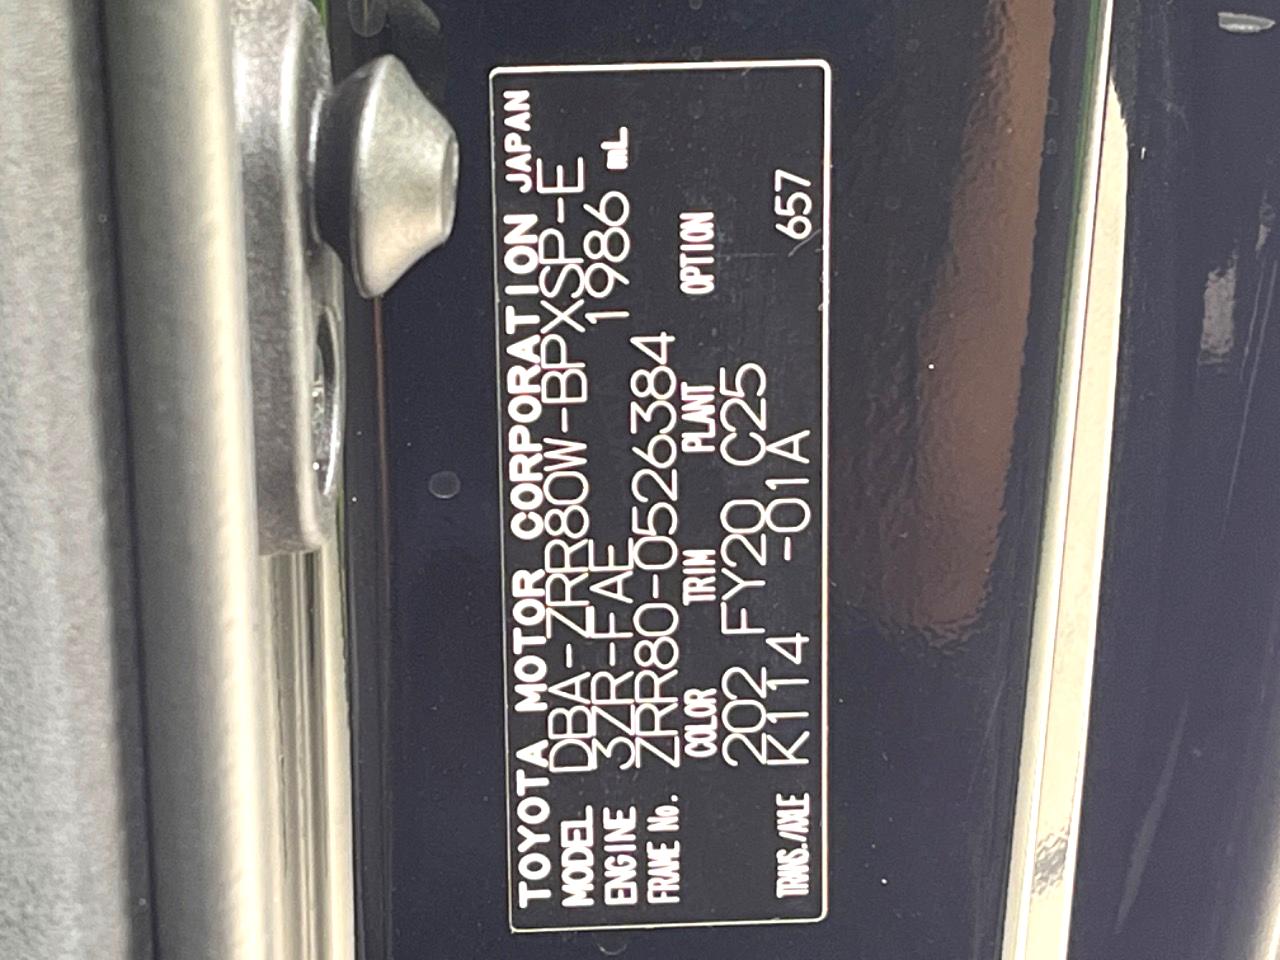 TOYOTA MOTOR CORPORATION JAPAN
MODEL DBA-ZRR80W-BPXSP-E
ENGINE 3ZR-FAE 1986 mL
FRAME No. ZRR80-0526384
COLOR TRIM PLANT OPTION
202 FY20 C25
TRANS./AXLE K114 -01A 657